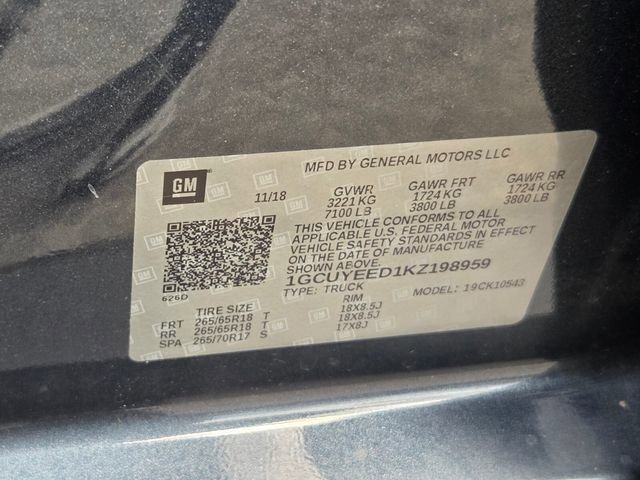 MFD BY GENERAL MOTORS LLC
GM
11/18
GVWR GAWR FRT GAWR RR
3221 KG 1724 KG 1724 KG
7100 LB 3800 LB 3800 LB
THIS VEHICLE CONFORMS TO ALL
APPLICABLE U.S. FEDERAL MOTOR
VEHICLE SAFETY STANDARDS IN EFFECT
ON THE DATE OF MANUFACTURE
SHOWN ABOVE.
1GCUYEED1KZ198959
626D
TYPE: TRUCK MODEL: 19CK10543
TIRE SIZE RIM
FRT 265/65R18 T 18X8.5J
RR 265/65R18 T 18X8.5J
SPA 265/70R17 S 17X8J